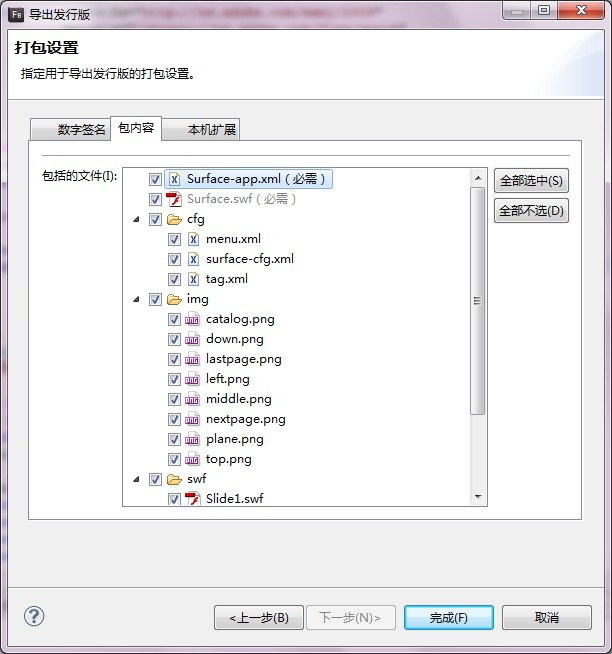 Fb 导出发行版
打包设置
指定用于导出发行版的打包设置。
数字签名 包内容 本机扩展
包括的文件(I):
Surface-app.xml（必需）
Surface.swf（必需）
cfg
menu.xml
surface-cfg.xml
tag.xml
img
catalog.png
down.png
lastpage.png
left.png
middle.png
nextpage.png
plane.png
top.png
swf
Slide1.swf
全部选中(S)
全部不选(D)
<上一步(B) 下一步(N)> 完成(F) 取消